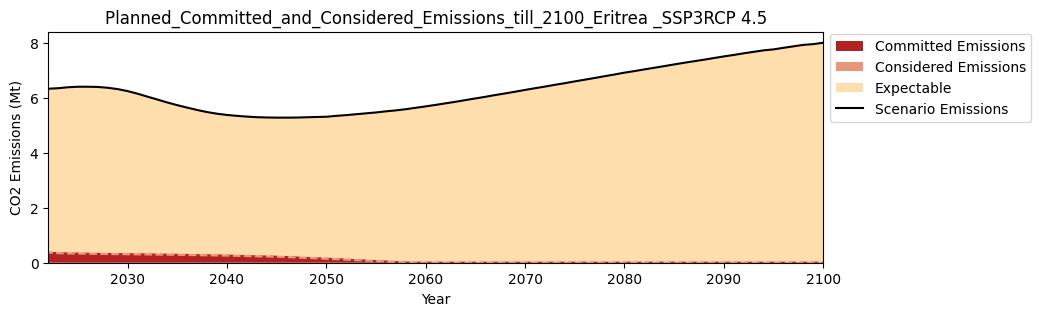 Planned_Committed_and_Considered_Emissions_till_2100_Eritrea _SSP3RCP 4.5
CO2 Emissions (Mt)
8
6
4
2
0
2030 2040 2050 2060 2070 2080 2090 2100
Year
Committed Emissions
Considered Emissions
Expectable
Scenario Emissions